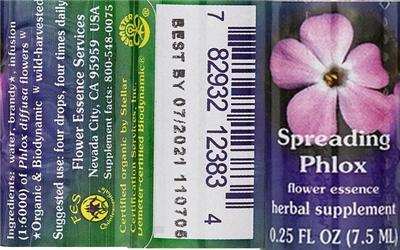 Ingredients: water, brandy*, infusion
(1:6000) of Phlox diffusa flowers W
*Organic & Biodynamic W wild-harvested
Suggested use: four drops, four times daily
Flower Essence Services
Nevada City, CA 95959 USA
Supplement facts: 800-548-0075
FES
Certified organic by Stellar
Certification Services, Inc.
Demeter-certified Biodynamic®
BEST BY 07/2021 110706
7 82932 12383 4
Spreading
Phlox
flower essence
herbal supplement
0.25 FL OZ (7.5 ML)